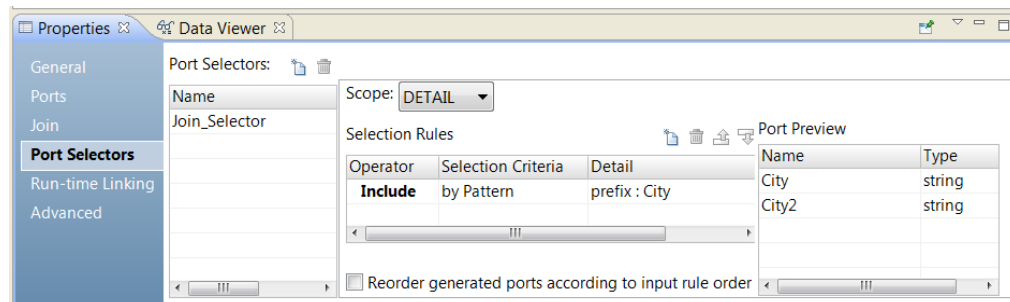 Properties Data Viewer
General
Ports
Join
Port Selectors
Run-time Linking
Advanced
Port Selectors:
Name
Join_Selector
Scope: DETAIL
Selection Rules
Operator Selection Criteria Detail
Include by Pattern prefix : City
Reorder generated ports according to input rule order
Port Preview
Name Type
City string
City2 string